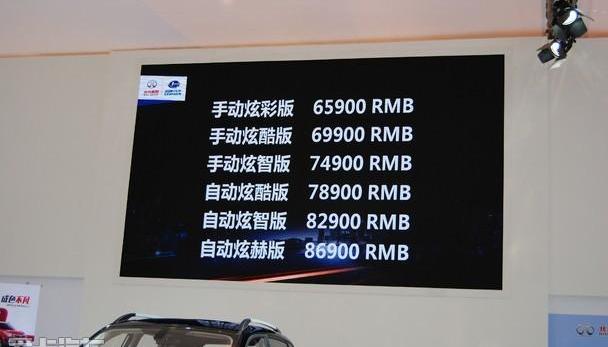 手动炫彩版 65900 RMB
手动炫酷版 69900 RMB
手动炫智版 74900 RMB
自动炫酷版 78900 RMB
自动炫智版 82900 RMB
自动炫赫版 86900 RMB
成色不凡